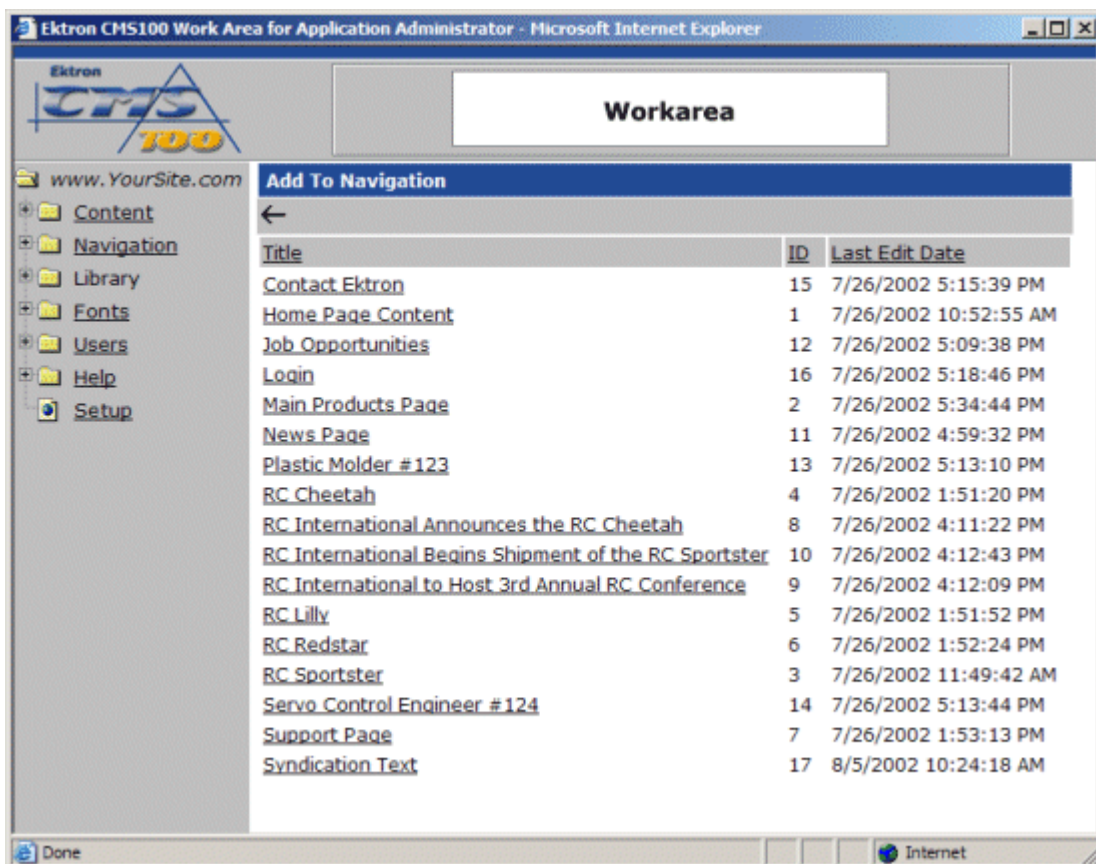 Ektron CMS100 Work Area for Application Administrator - Microsoft Internet Explorer
Ektron
CMS
100
Workarea
www.YourSite.com
Content
Navigation
Library
Fonts
Users
Help
Setup
Add To Navigation
Title ID Last Edit Date
Contact Ektron 15 7/26/2002 5:15:39 PM
Home Page Content 1 7/26/2002 10:52:55 AM
Job Opportunities 12 7/26/2002 5:09:38 PM
Login 16 7/26/2002 5:18:46 PM
Main Products Page 2 7/26/2002 5:34:44 PM
News Page 11 7/26/2002 4:59:32 PM
Plastic Molder #123 13 7/26/2002 5:13:10 PM
RC Cheetah 4 7/26/2002 1:51:20 PM
RC International Announces the RC Cheetah 8 7/26/2002 4:11:22 PM
RC International Begins Shipment of the RC Sportster 10 7/26/2002 4:12:43 PM
RC International to Host 3rd Annual RC Conference 9 7/26/2002 4:12:09 PM
RC Lilly 5 7/26/2002 1:51:52 PM
RC Redstar 6 7/26/2002 1:52:24 PM
RC Sportster 3 7/26/2002 11:49:42 AM
Servo Control Engineer #124 14 7/26/2002 5:13:44 PM
Support Page 7 7/26/2002 1:53:13 PM
Syndication Text 17 8/5/2002 10:24:18 AM
Done
Internet